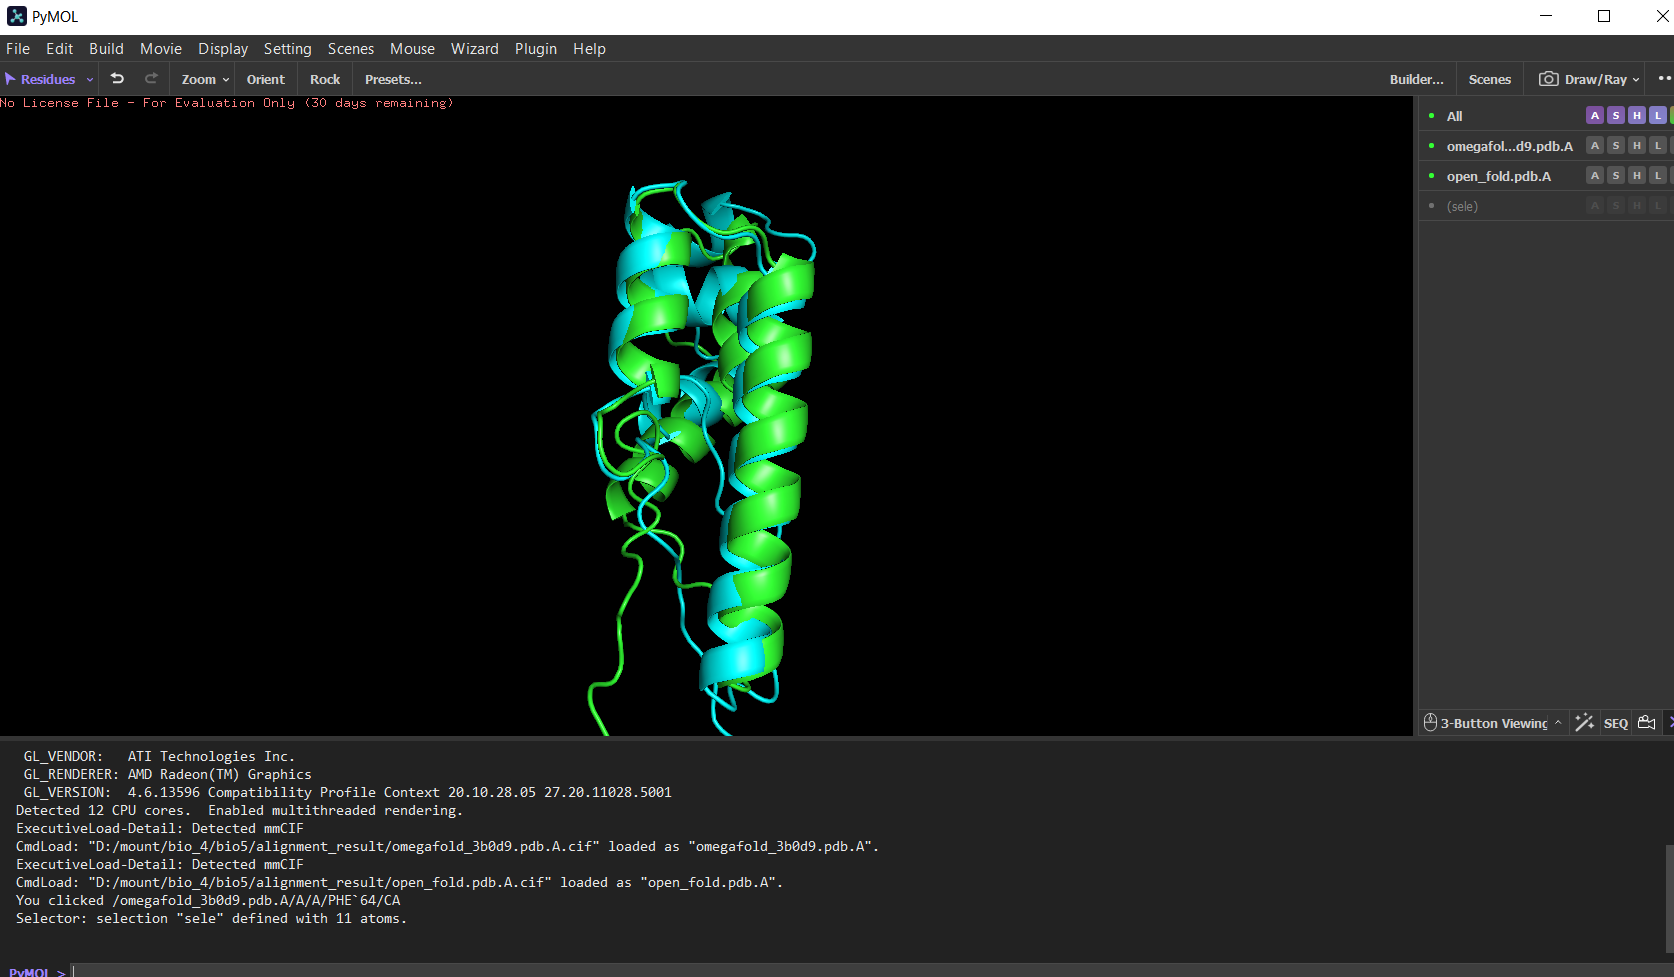 PyMOL
File Edit Build Movie Display Setting Scenes Mouse Wizard Plugin Help
Residues Zoom Orient Rock Presets... Builder... Scenes Draw/Ray
No License File - For Evaluation Only (30 days remaining)
All A S H L
omegafol...d9.pdb.A A S H L
open_fold.pdb.A A S H L
(sele) A S H L
3-Button Viewing SEQ
GL_VENDOR: ATI Technologies Inc.
GL_RENDERER: AMD Radeon(TM) Graphics
GL_VERSION: 4.6.13596 Compatibility Profile Context 20.10.28.05 27.20.11028.5001
Detected 12 CPU cores. Enabled multithreaded rendering.
ExecutiveLoad-Detail: Detected mmCIF
CmdLoad: "D:/mount/bio_4/bio5/alignment_result/omegafold_3b0d9.pdb.A.cif" loaded as "omegafold_3b0d9.pdb.A".
ExecutiveLoad-Detail: Detected mmCIF
CmdLoad: "D:/mount/bio_4/bio5/alignment_result/open_fold.pdb.A.cif" loaded as "open_fold.pdb.A".
You clicked /omegafold_3b0d9.pdb.A/A/A/PHE`64/CA
Selector: selection "sele" defined with 11 atoms.
PyMOL >